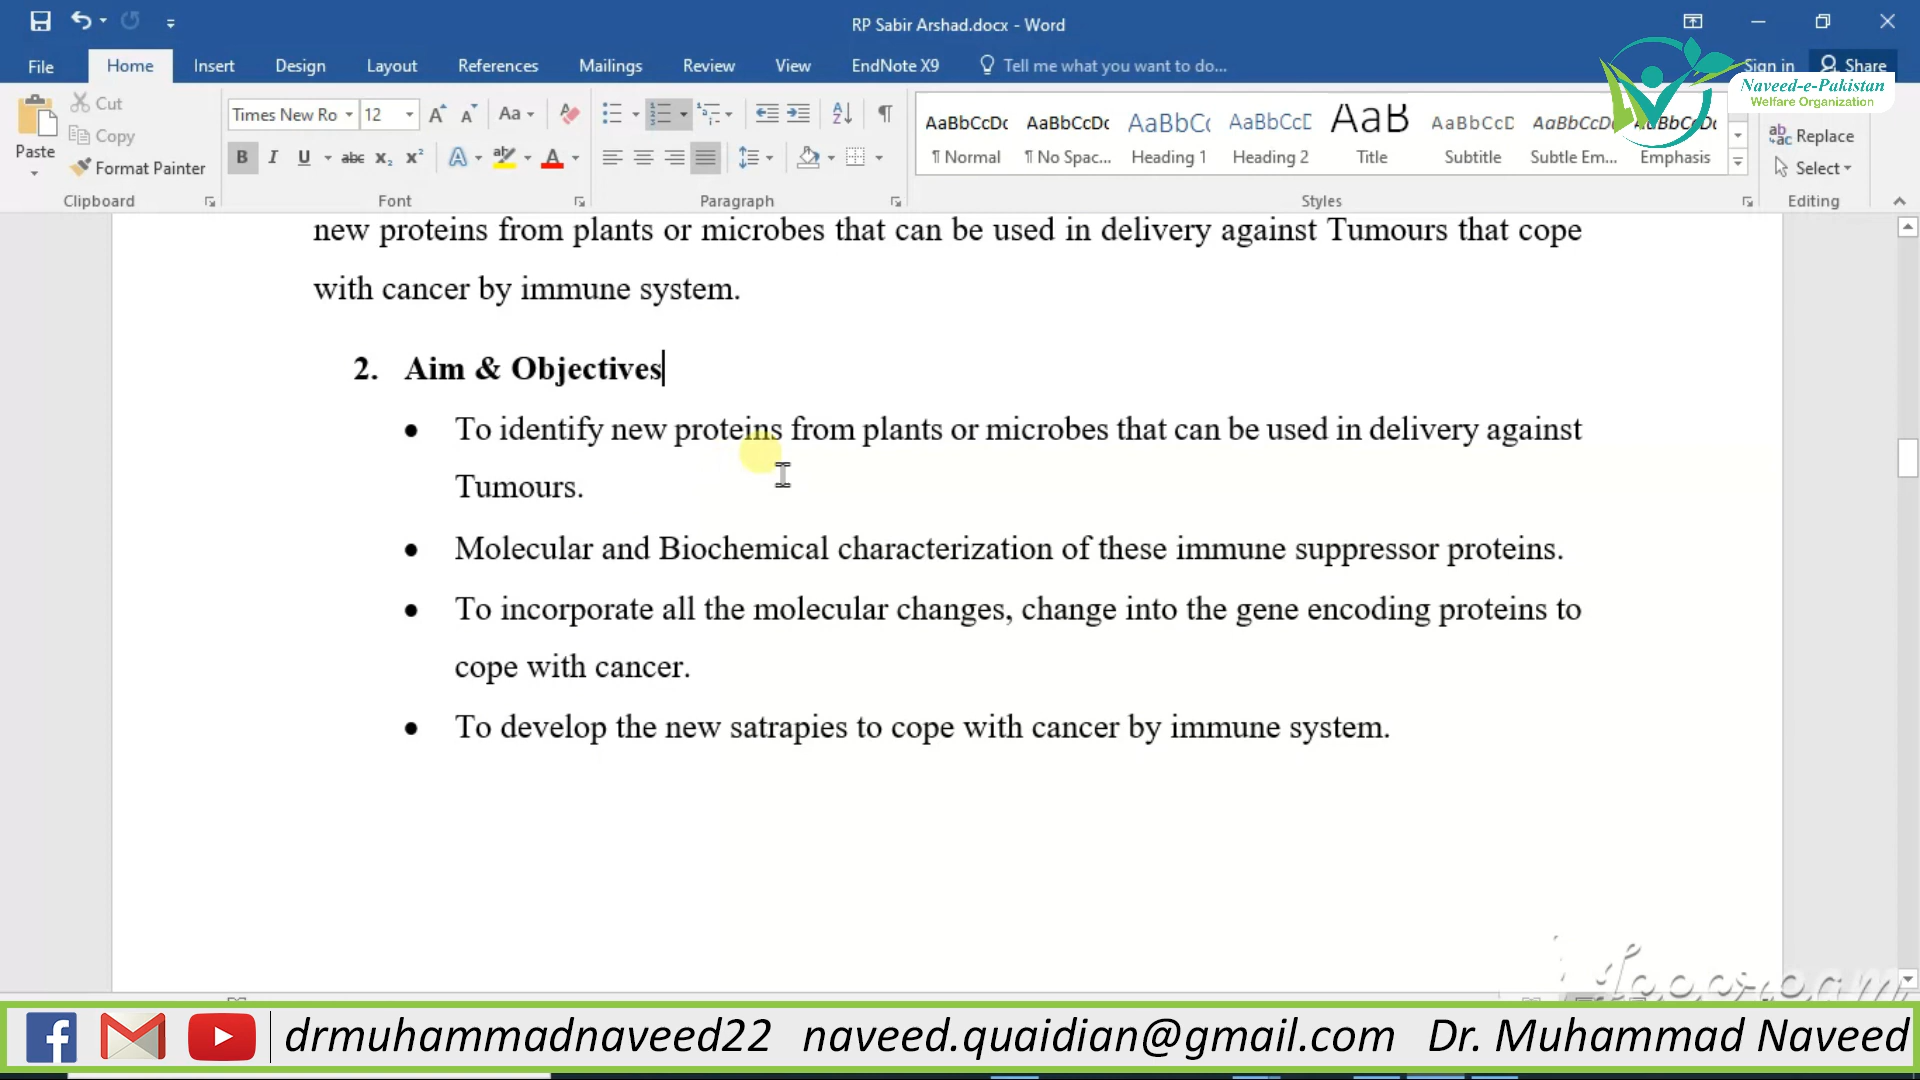 RP Sabir Arshad.docx - Word
File Home Insert Design Layout References Mailings Review View EndNote X9 Tell me what you want to do... Sign in Share
Naveed-e-Pakistan
Welfare Organization
Cut
Copy
Paste
Format Painter
Clipboard
Times New Ro 12
Font
Paragraph
AaBbCcDc AaBbCcDc AaBbC AaBbCcD AaB AaBbCcD AaBbCcD AaBbCcDc
¶ Normal ¶ No Spac... Heading 1 Heading 2 Title Subtitle Subtle Em... Emphasis
Styles
Replace
Select
Editing
new proteins from plants or microbes that can be used in delivery against Tumours that cope
with cancer by immune system.
2. Aim & Objectives
• To identify new proteins from plants or microbes that can be used in delivery against
Tumours.
• Molecular and Biochemical characterization of these immune suppressor proteins.
• To incorporate all the molecular changes, change into the gene encoding proteins to
cope with cancer.
• To develop the new satrapies to cope with cancer by immune system.
drmuhammadnaveed22 naveed.quaidian@gmail.com Dr. Muhammad Naveed